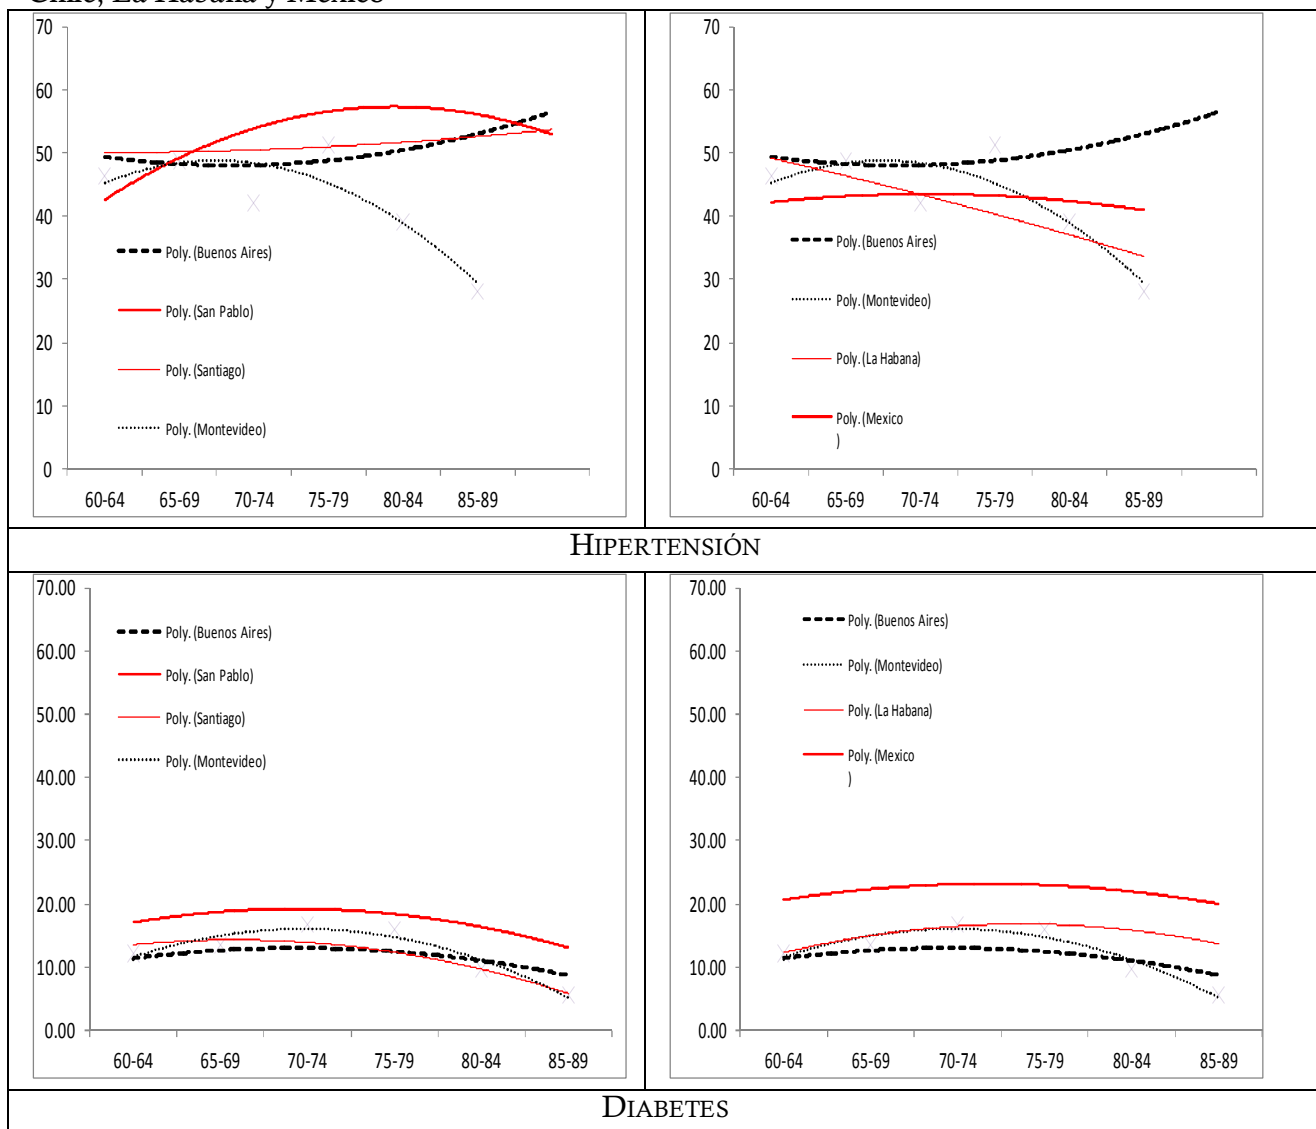 Chile, La Habana y México
70
60
50
40
30
20
10
0
60-64 65-69 70-74 75-79 80-84 85-89
Poly. (Buenos Aires)
Poly. (San Pablo)
Poly. (Santiago)
Poly. (Montevideo)
70
60
50
40
30
20
10
0
60-64 65-69 70-74 75-79 80-84 85-89
Poly. (Buenos Aires)
Poly. (Montevideo)
Poly. (La Habana)
Poly. (Mexico
)
HIPERTENSIÓN
70.00
60.00
50.00
40.00
30.00
20.00
10.00
0.00
60-64 65-69 70-74 75-79 80-84 85-89
Poly. (Buenos Aires)
Poly. (San Pablo)
Poly. (Santiago)
Poly. (Montevideo)
70.00
60.00
50.00
40.00
30.00
20.00
10.00
0.00
60-64 65-69 70-74 75-79 80-84 85-89
Poly. (Buenos Aires)
Poly. (Montevideo)
Poly. (La Habana)
Poly. (Mexico
)
DIABETES